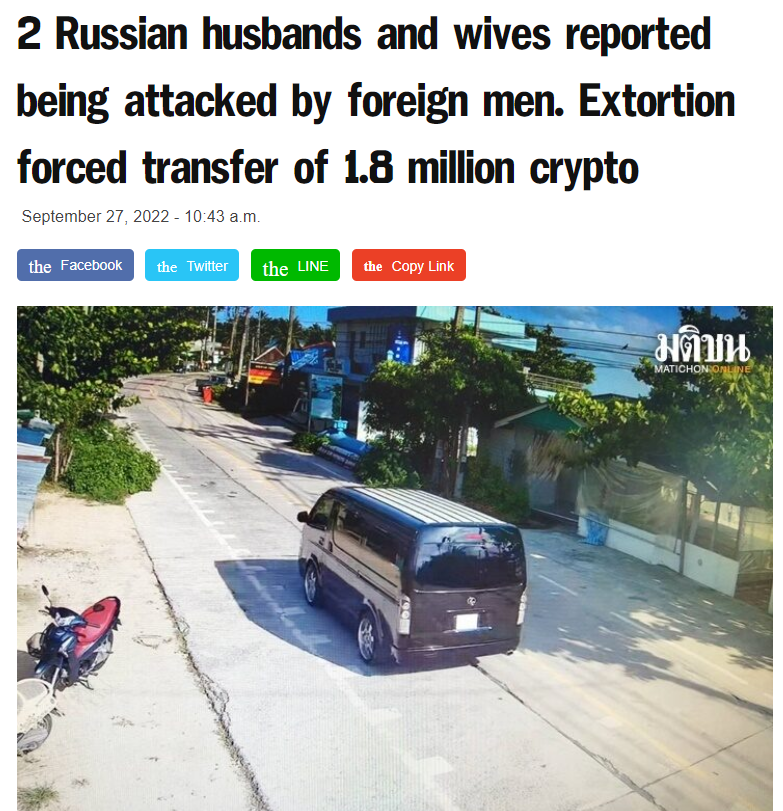 2 Russian husbands and wives reported
being attacked by foreign men. Extortion
forced transfer of 1.8 million crypto
September 27, 2022 - 10:43 a.m.
the Facebook
the Twitter
the LINE
the Copy Link
มติชน
MATICHON ONLINE